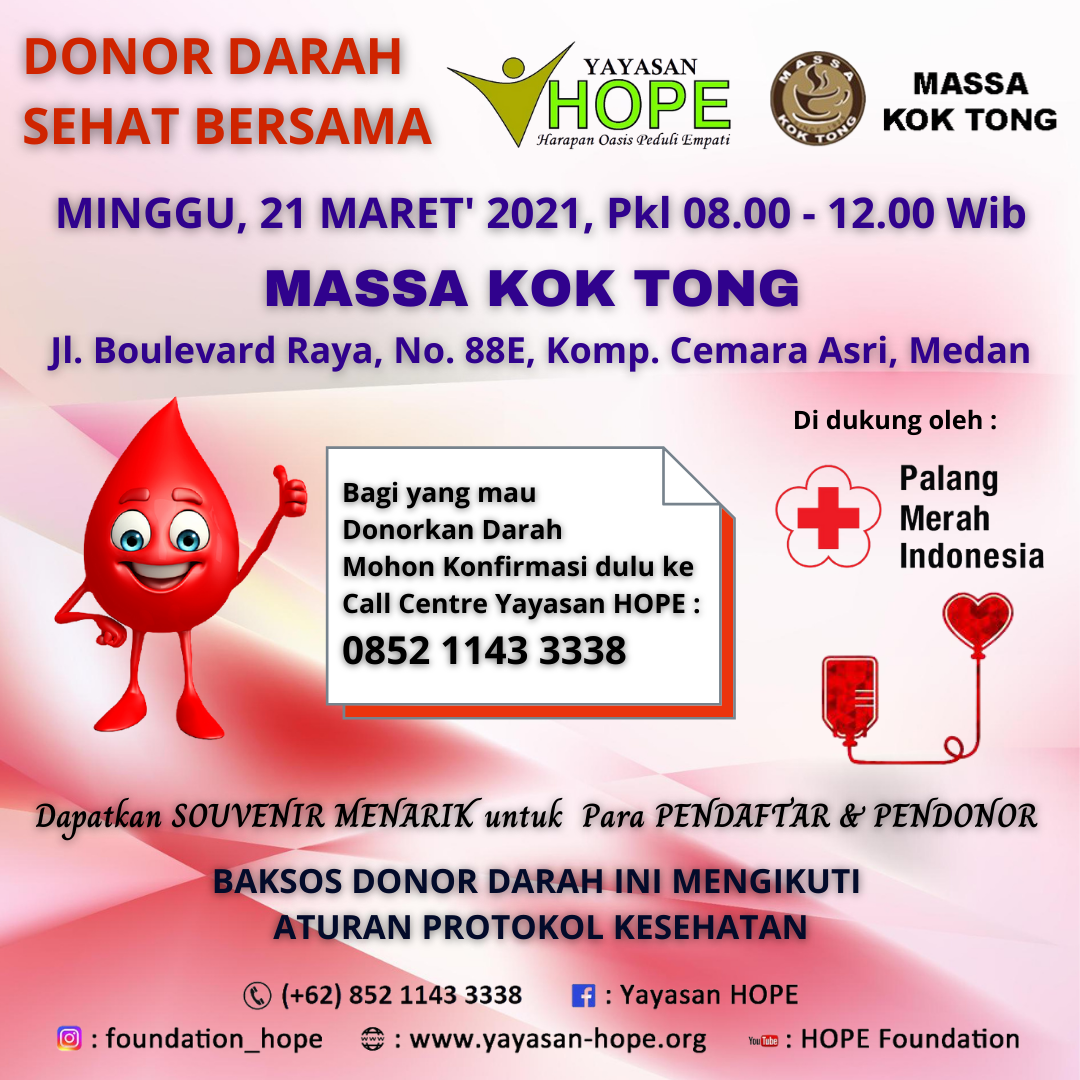 DONOR DARAH
SEHAT BERSAMA
YAYASAN
HOPE
Harapan Oasis Peduli Empati
MASSA
KOK TONG
MASSA
KOK TONG
MINGGU, 21 MARET' 2021, Pkl 08.00 - 12.00 Wib
MASSA KOK TONG
Jl. Boulevard Raya, No. 88E, Komp. Cemara Asri, Medan
Di dukung oleh :
Palang
Merah
Indonesia
Bagi yang mau
Donorkan Darah
Mohon Konfirmasi dulu ke
Call Centre Yayasan HOPE :
0852 1143 3338
Dapatkan SOUVENIR MENARIK untuk Para PENDAFTAR & PENDONOR
BAKSOS DONOR DARAH INI MENGIKUTI
ATURAN PROTOKOL KESEHATAN
(+62) 852 1143 3338 : Yayasan HOPE
: foundation_hope : www.yayasan-hope.org YouTube : HOPE Foundation